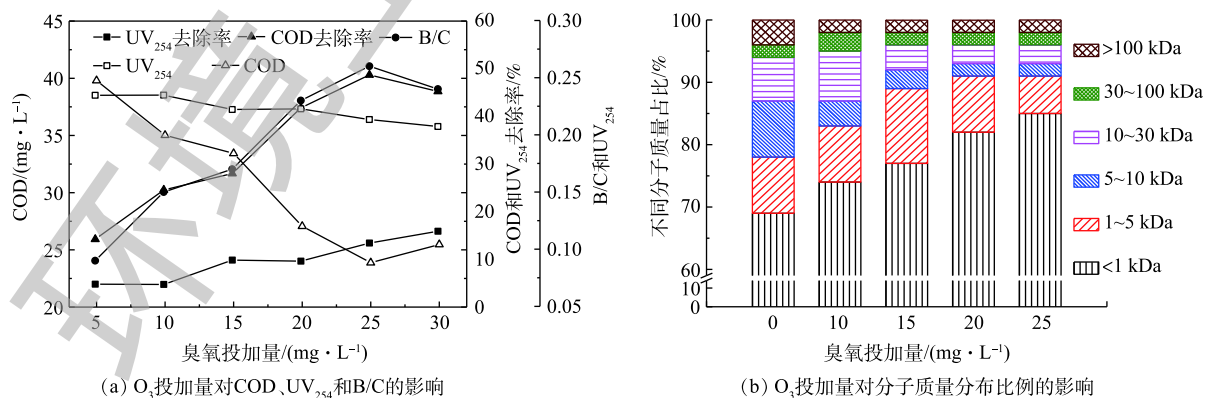 45
40
35
30
25
20
COD/(mg·L⁻¹)
UV₂₅₄去除率 COD去除率 B/C
UV₂₅₄ COD
60
50
40
30
20
10
0
COD和UV₂₅₄去除率/%
0.30
0.25
0.20
0.15
0.10
0.05
B/C和UV₂₅₄
5 10 15 20 25 30
臭氧投加量/(mg·L⁻¹)
(a) O₃投加量对COD、UV₂₅₄和B/C的影响
100
90
80
70
60
10
0
不同分子质量占比/%
>100 kDa
30~100 kDa
10~30 kDa
5~10 kDa
1~5 kDa
<1 kDa
0 10 15 20 25
臭氧投加量/(mg·L⁻¹)
(b) O₃投加量对分子质量分布比例的影响
环境工